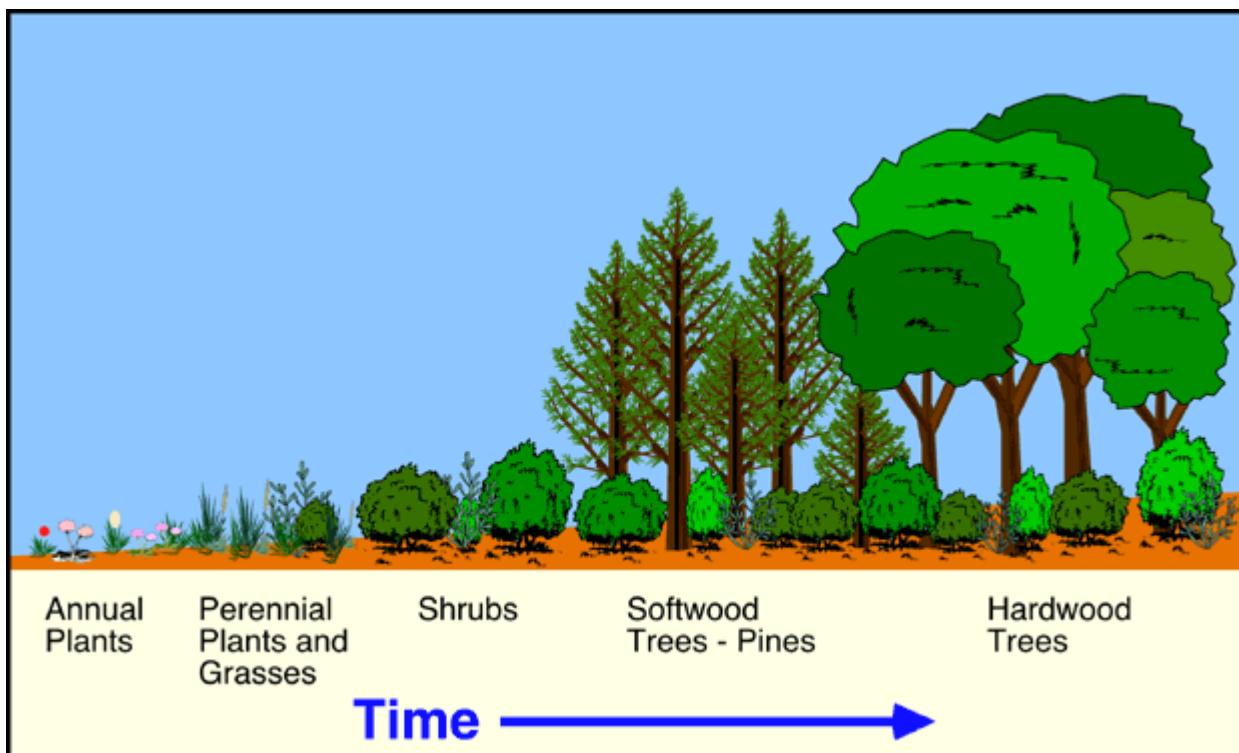 Annual
Plants
Perennial
Plants and
Grasses
Shrubs
Softwood
Trees - Pines
Hardwood
Trees
Time